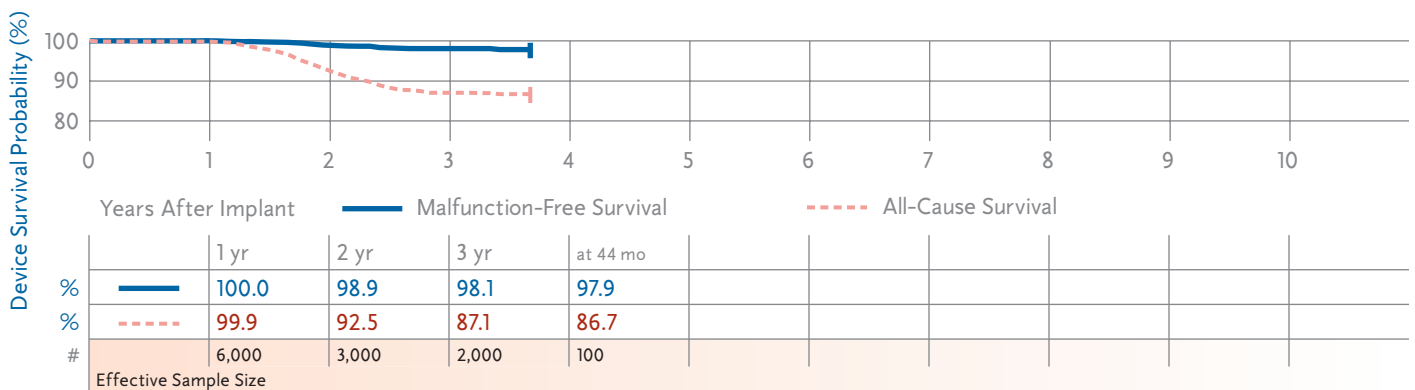 Device Survival Probability (%)
100
90
80
0 1 2 3 4 5 6 7 8 9 10
Years After Implant Malfunction-Free Survival All-Cause Survival
1 yr 2 yr 3 yr at 44 mo
% 100.0 98.9 98.1 97.9
% 99.9 92.5 87.1 86.7
# 6,000 3,000 2,000 100
Effective Sample Size